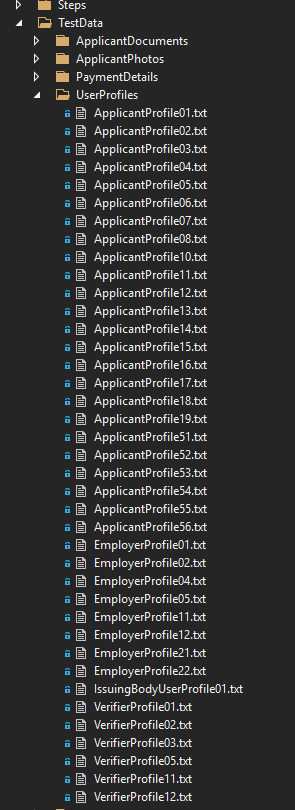 Steps
TestData
ApplicantDocuments
ApplicantPhotos
PaymentDetails
UserProfiles
ApplicantProfile01.txt
ApplicantProfile02.txt
ApplicantProfile03.txt
ApplicantProfile04.txt
ApplicantProfile05.txt
ApplicantProfile06.txt
ApplicantProfile07.txt
ApplicantProfile08.txt
ApplicantProfile10.txt
ApplicantProfile11.txt
ApplicantProfile12.txt
ApplicantProfile13.txt
ApplicantProfile14.txt
ApplicantProfile15.txt
ApplicantProfile16.txt
ApplicantProfile17.txt
ApplicantProfile18.txt
ApplicantProfile19.txt
ApplicantProfile51.txt
ApplicantProfile52.txt
ApplicantProfile53.txt
ApplicantProfile54.txt
ApplicantProfile55.txt
ApplicantProfile56.txt
EmployerProfile01.txt
EmployerProfile02.txt
EmployerProfile04.txt
EmployerProfile05.txt
EmployerProfile11.txt
EmployerProfile12.txt
EmployerProfile21.txt
EmployerProfile22.txt
IssuingBodyUserProfile01.txt
VerifierProfile01.txt
VerifierProfile02.txt
VerifierProfile03.txt
VerifierProfile05.txt
VerifierProfile11.txt
VerifierProfile12.txt